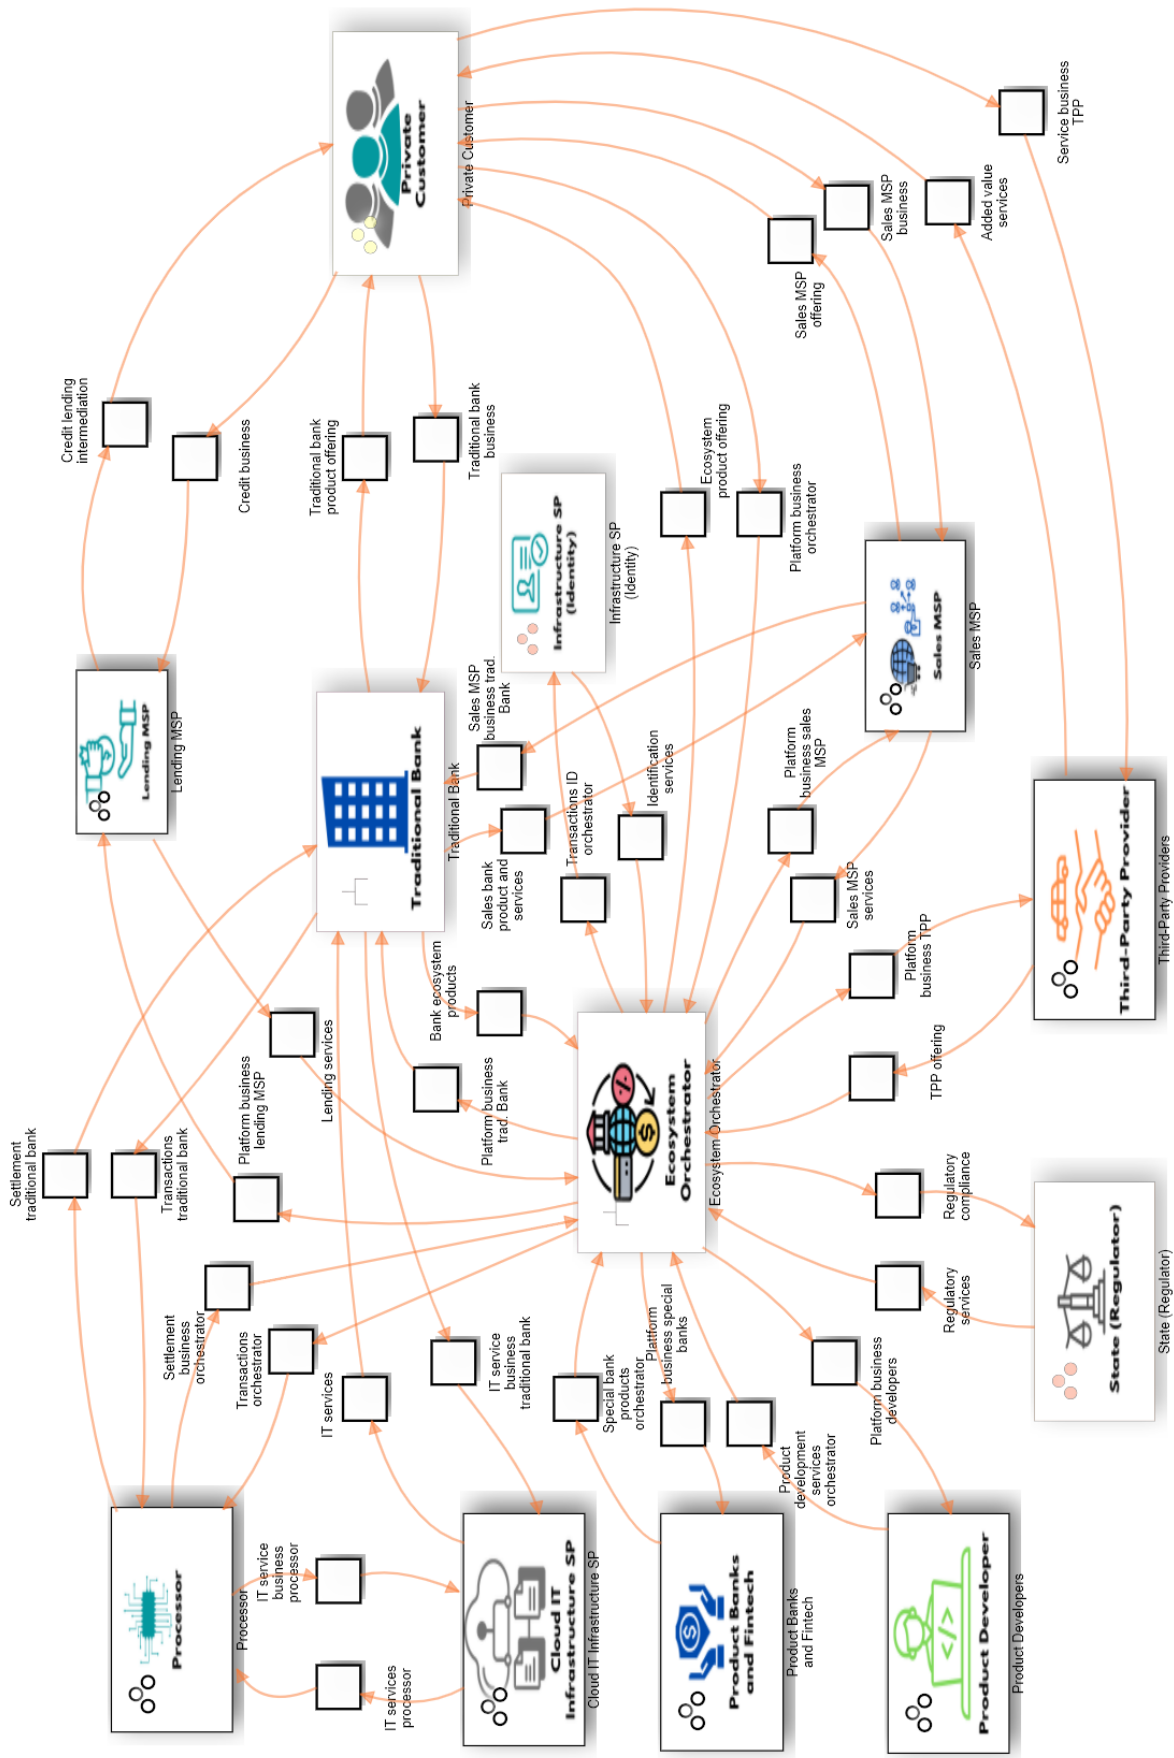 Settlement
traditional bank
Credit lending
intermediation
Transactions
traditional bank
Lending MSP
Lending MSP
Processor
Processor
Settlement
business
orchestrator
Platform business
lending MSP
Credit business
Transactions
orchestrator
IT service
business
processor
Lending services
IT services
Traditional bank
product offering
Private
Customer
Private Customer
Traditional Bank
Traditional Bank
IT services
processor
Bank ecosystem
products
Traditional bank
business
Sales MSP
business trad.
Bank
Platform business
trad. Bank
Sales bank
product and
services
IT service
business
traditional bank
Cloud IT
Infrastructure SP
Cloud IT Infrastructure SP
Infrastructure SP
(Identity)
Infrastructure SP
(Identity)
Transactions ID
orchestrator
Identification
services
Special bank
products
orchestrator
Plattform
business special
banks
Ecosystem
Orchestrator
Ecosystem Orchestrator
Ecosystem
product offering
Product Banks
and Fintech
Product Banks
and Fintech
Product
development
services
orchestrator
Platform business
orchestrator
Platform
business sales
MSP
Sales MSP
offering
Sales MSP
services
Sales MSP
business
Platform business
developers
Platform
business TPP
TPP offering
Sales MSP
Sales MSP
Regulatory
services
Regulatory
compliance
Added value
services
Product Developer
Product Developers
Service business
TPP
State (Regulator)
State (Regulator)
Third-Party Provider
Third-Party Providers